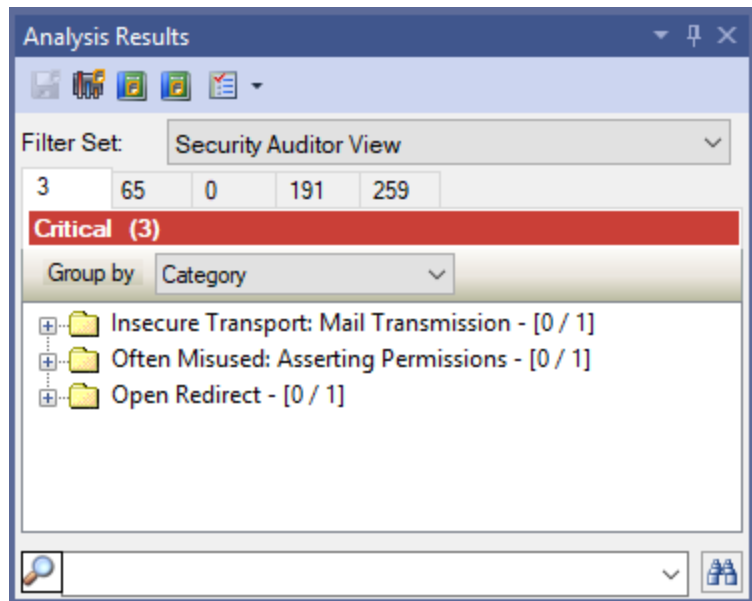 Analysis Results
Filter Set: Security Auditor View
3 65 0 191 259
Critical (3)
Group by Category
Insecure Transport: Mail Transmission - [0 / 1]
Often Misused: Asserting Permissions - [0 / 1]
Open Redirect - [0 / 1]